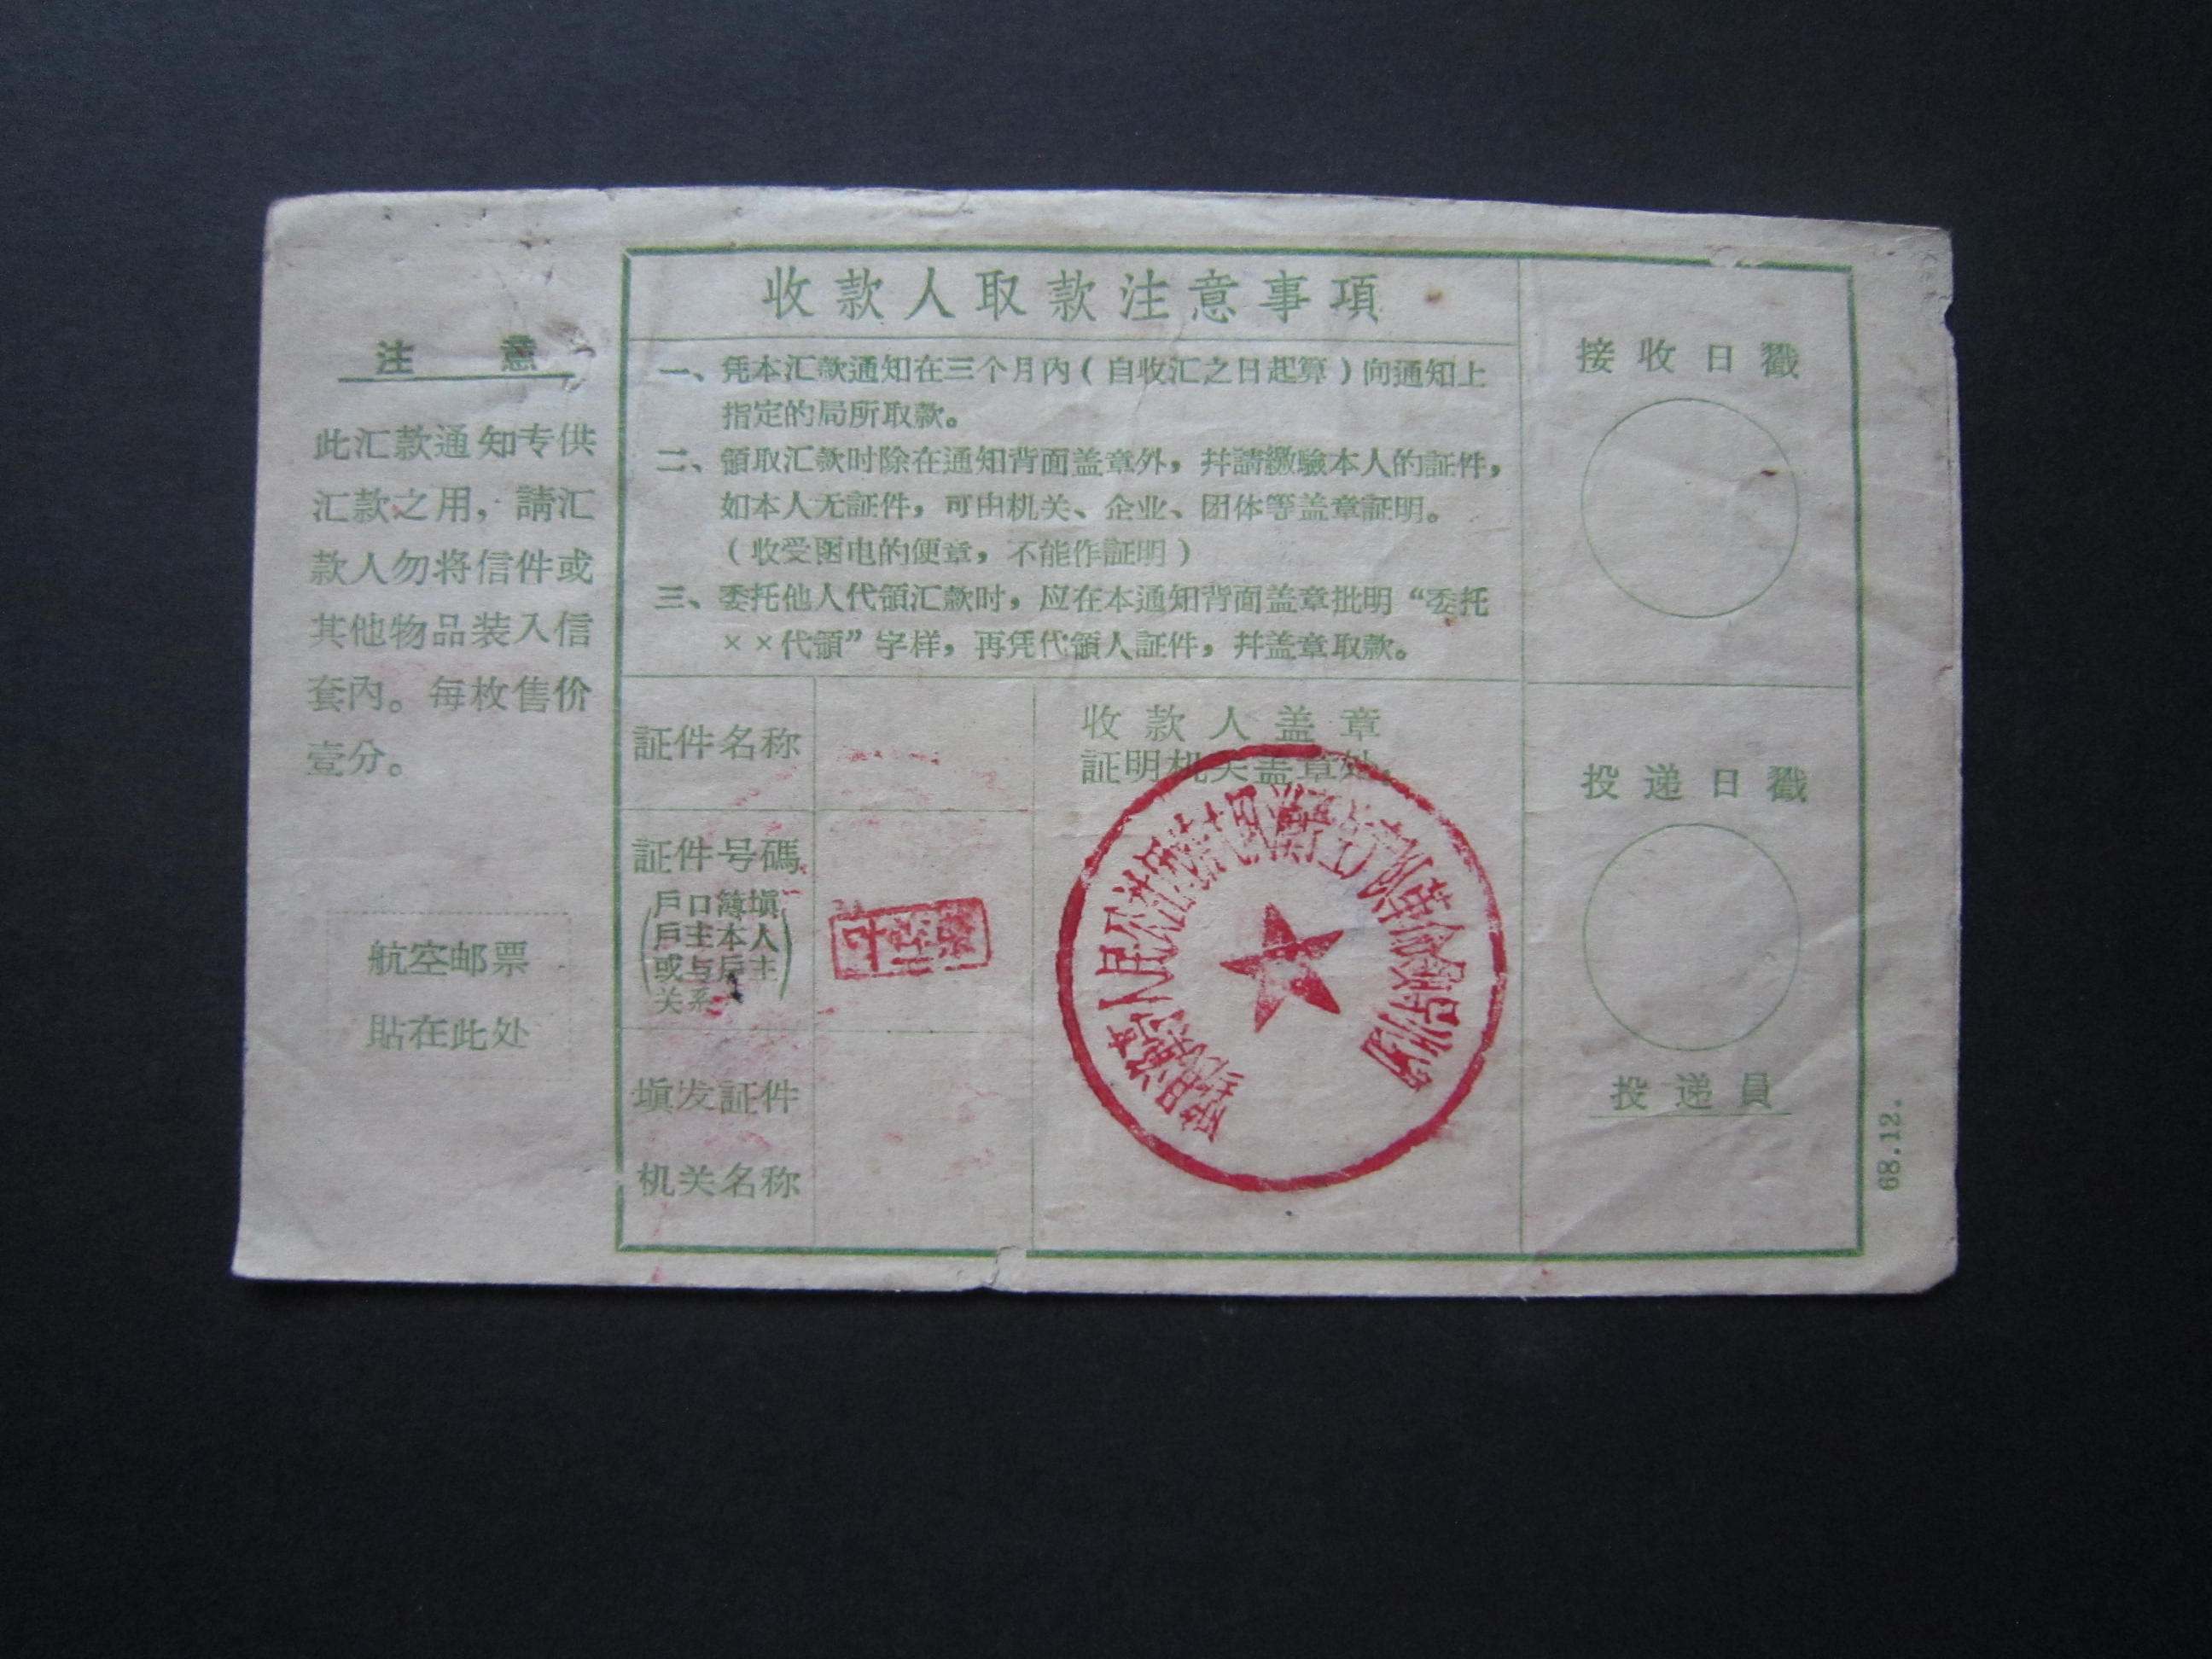 注 意
此汇款通知专供
汇款之用，請汇
款人勿将信件或
其他物品装入信
套內。每枚售价
壹分。
航空邮票
貼在此处
收款人取款注意事項
一、凭本汇款通知在三个月內（自收汇之日起算）向通知上
指定的局所取款。
二、領取汇款时除在通知背面盖章外，幷請繳驗本人的証件，
如本人无証件，可由机关、企业、团体等盖章証明。
（收受函电的便章，不能作証明）
三、委托他人代領汇款时，应在本通知背面盖章批明“委托
××代領”字样，再凭代領人証件，幷盖章取款。
証件名称
証件号碼
（戶口簿填
戶主本人
或与戶主
关系）
填发証件
机关名称
收款人盖章
証明机关盖章处
接收日戳
投递日戳
投递員
68.12.